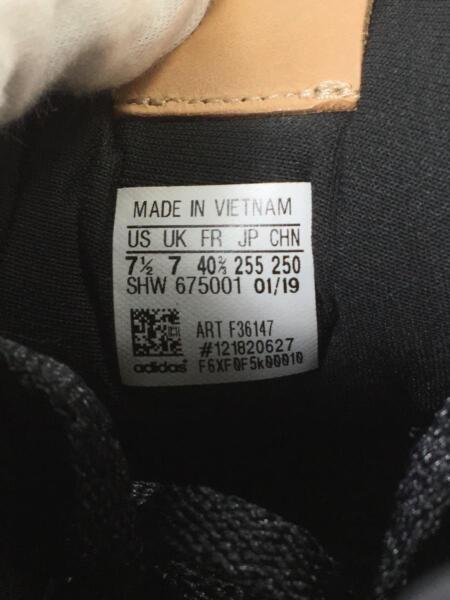 MADE IN VIETNAM
US UK FR JP CHN
7½ 7 40⅔ 255 250
SHW 675001 01/19
ART F36147
#121820627
adidas F6XF0F5k00010